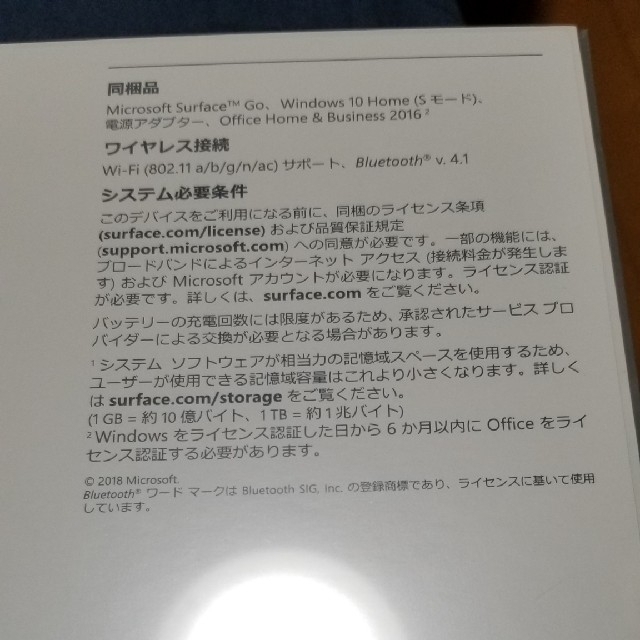 同梱品
Microsoft Surface™ Go、Windows 10 Home (S モード)、
電源アダプター、Office Home & Business 2016 ²
ワイヤレス接続
Wi-Fi (802.11 a/b/g/n/ac) サポート、Bluetooth® v. 4.1
システム必要条件
このデバイスをご利用になる前に、同梱のライセンス条項
(surface.com/license) および品質保証規定
(support.microsoft.com) への同意が必要です。一部の機能には、
ブロードバンドによるインターネット アクセス (接続料金が発生しま
す) および Microsoft アカウントが必要になります。ライセンス認証
が必要です。詳しくは、surface.com をご覧ください。
バッテリーの充電回数には限度があるため、承認されたサービス プロ
バイダーによる交換が必要となる場合があります。
¹ システム ソフトウェアが相当力の記憶域スペースを使用するため、
ユーザーが使用できる記憶域容量はこれより小さくなります。詳しく
は surface.com/storage をご覧ください。
(1 GB = 約 10 億バイト、1 TB = 約 1 兆バイト)
² Windows をライセンス認証した日から 6 か月以内に Office をライ
センス認証する必要があります。
© 2018 Microsoft.
Bluetooth® ワード マークは Bluetooth SIG, Inc. の登録商標であり、ライセンスに基いて使用
しています。